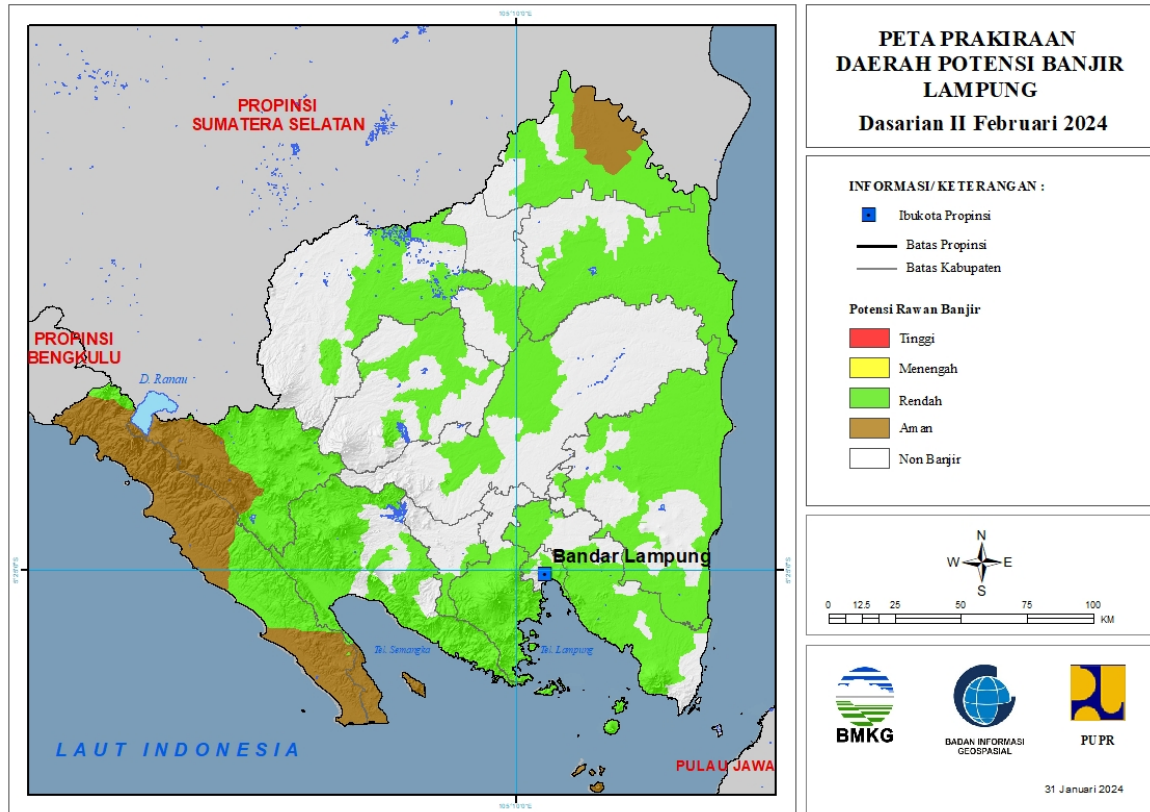 PETA PRAKIRAAN
DAERAH POTENSI BANJIR
LAMPUNG
Dasarian II Februari 2024
INFORMASI/KETERANGAN :
Ibukota Propinsi
Batas Propinsi
Batas Kabupaten
Potensi Rawan Banjir
Tinggi
Menengah
Rendah
Aman
Non Banjir
N
W
E
S
0 12.5 25 50 75 100
KM
BMKG
BADAN INFORMASI
GEOSPASIAL
PUPR
31 Januari 2024
PROPINSI
SUMATERA SELATAN
PROPINSI
BENGKULU
D. Ranau
Bandar Lampung
Tel. Semangka
Tel. Lampung
LAUT INDONESIA
PULAU JAWA